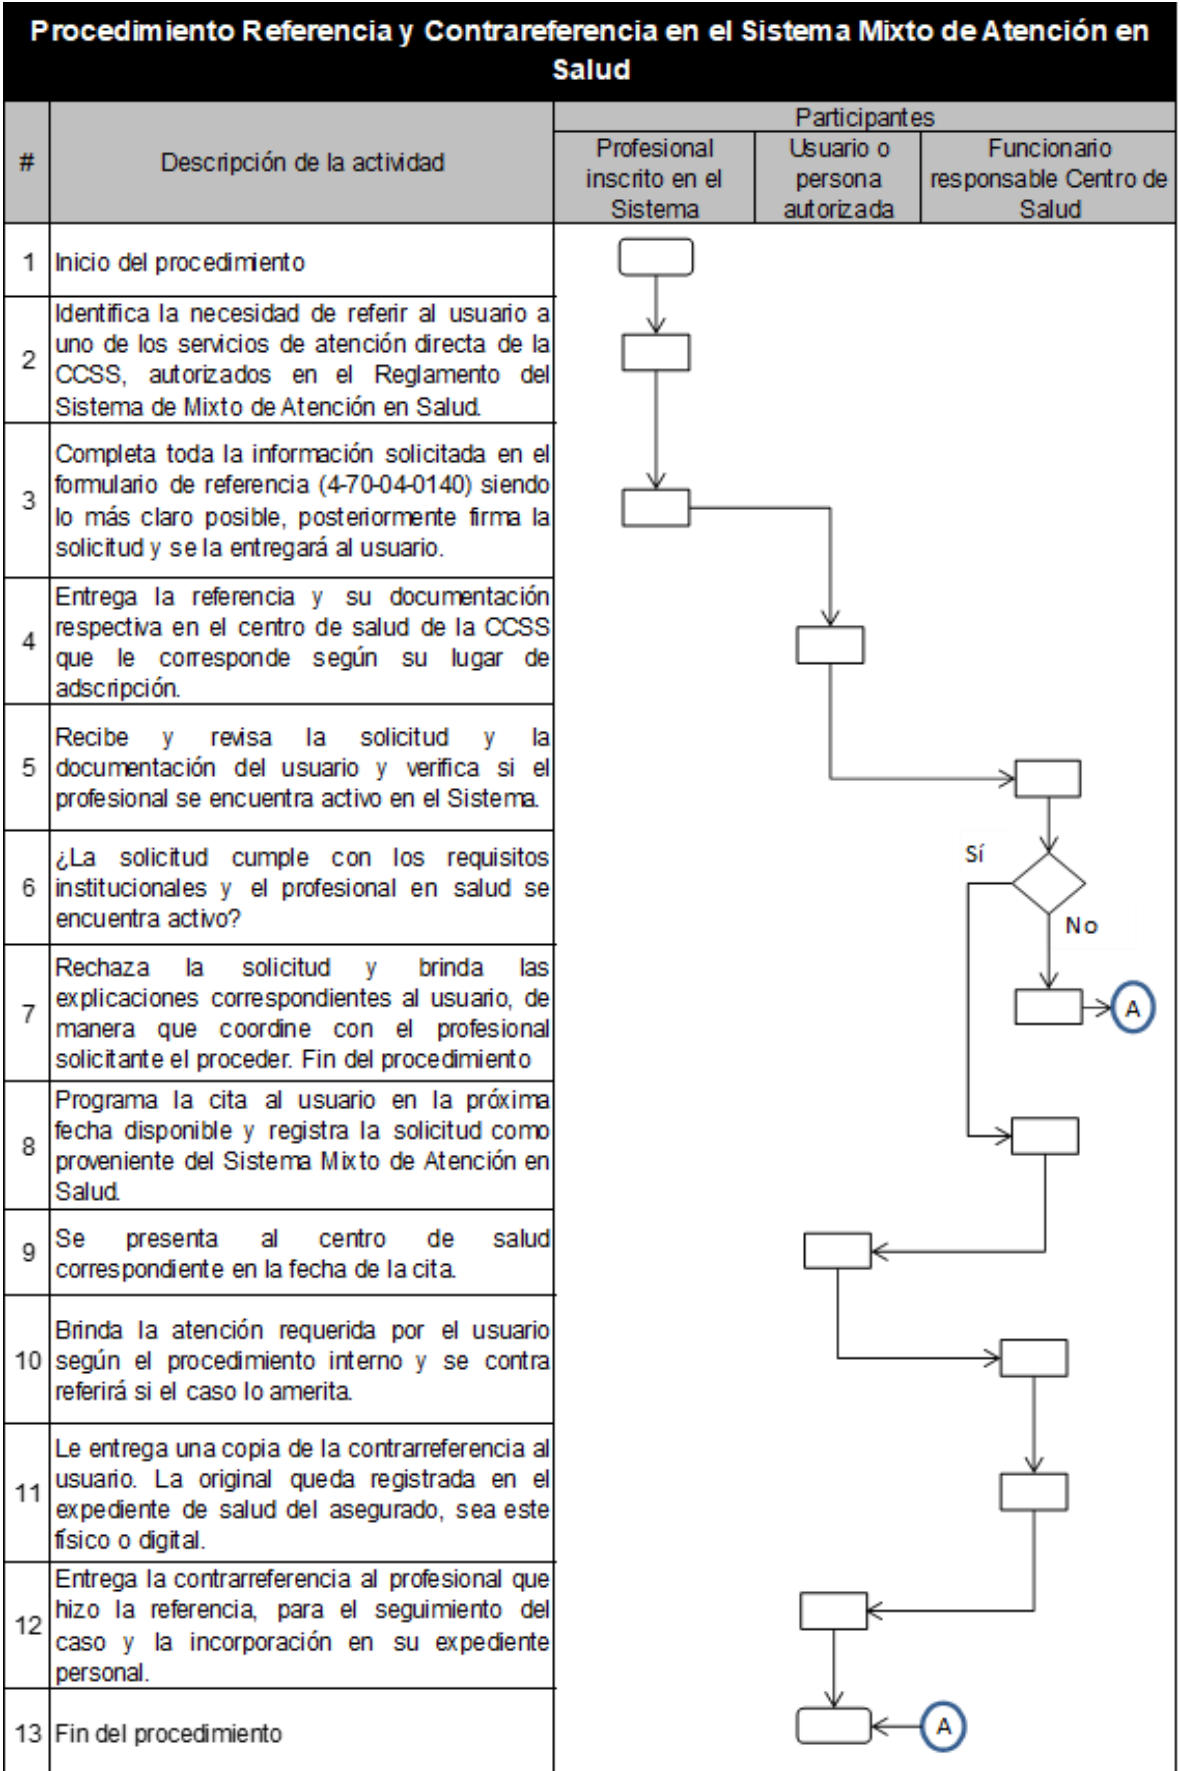 Procedimiento Referencia y Contrareferencia en el Sistema Mixto de Atención en
Salud
#
Descripción de la actividad
Participantes
Profesional
inscrito en el
Sistema
Usuario o
persona
autorizada
Funcionario
responsable Centro de
Salud
1 Inicio del procedimiento
2 Identifica la necesidad de referir al usuario a
uno de los servicios de atención directa de la
CCSS, autorizados en el Reglamento del
Sistema de Mixto de Atención en Salud.
3 Completa toda la información solicitada en el
formulario de referencia (4-70-04-0140) siendo
lo más claro posible, posteriormente firma la
solicitud y se la entregará al usuario.
4 Entrega la referencia y su documentación
respectiva en el centro de salud de la CCSS
que le corresponde según su lugar de
adscripción.
5 Recibe y revisa la solicitud y la
documentación del usuario y verifica si el
profesional se encuentra activo en el Sistema.
6 ¿La solicitud cumple con los requisitos
institucionales y el profesional en salud se
encuentra activo?
Sí
No
7 Rechaza la solicitud y brinda las
explicaciones correspondientes al usuario, de
manera que coordine con el profesional
solicitante el proceder. Fin del procedimiento
A
8 Programa la cita al usuario en la próxima
fecha disponible y registra la solicitud como
proveniente del Sistema Mixto de Atención en
Salud.
9 Se presenta al centro de salud
correspondiente en la fecha de la cita.
10 Brinda la atención requerida por el usuario
según el procedimiento interno y se contra
referirá si el caso lo amerita.
11 Le entrega una copia de la contrarreferencia al
usuario. La original queda registrada en el
expediente de salud del asegurado, sea este
físico o digital.
12 Entrega la contrarreferencia al profesional que
hizo la referencia, para el seguimiento del
caso y la incorporación en su expediente
personal.
13 Fin del procedimiento
A